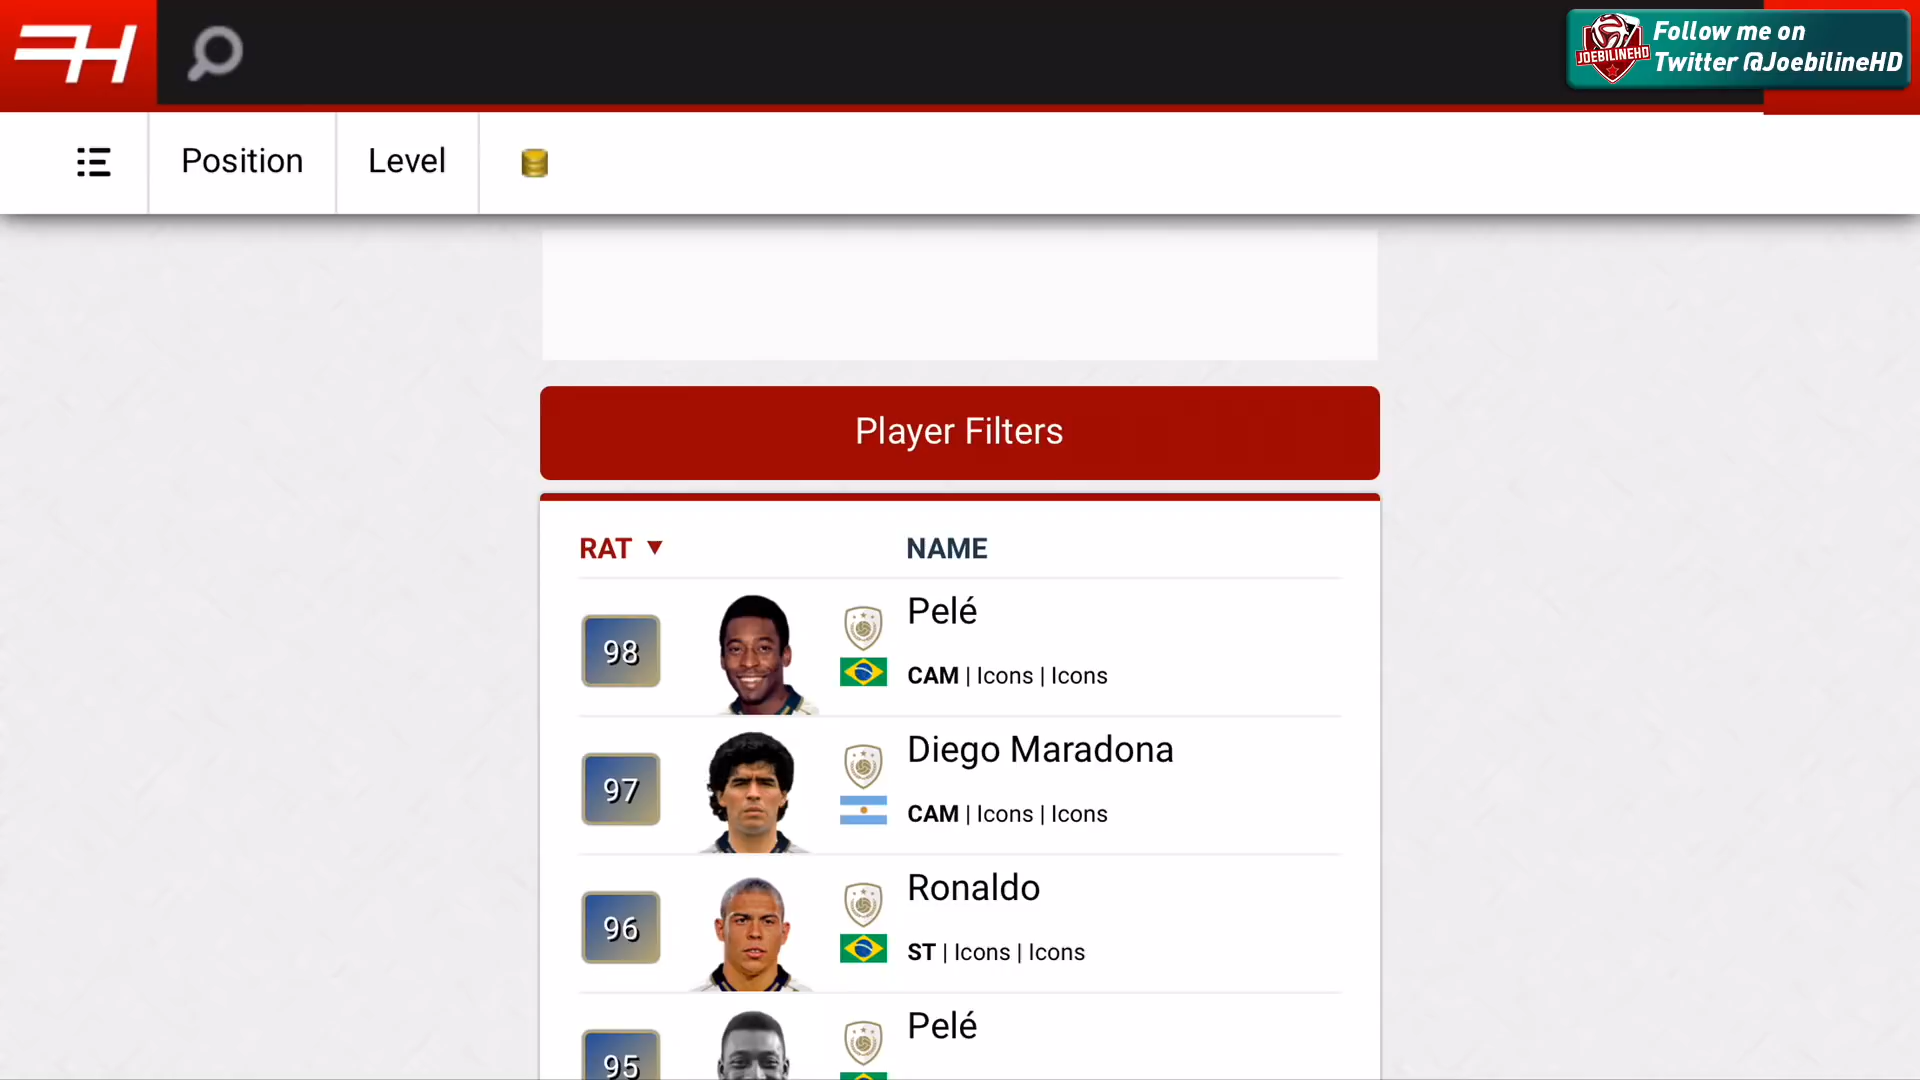 FH
Follow me on
Twitter @JoebilineHD
JOEBILINEHD
Position
Level
Player Filters
RAT ▼
NAME
98
Pelé
CAM | Icons | Icons
97
Diego Maradona
CAM | Icons | Icons
96
Ronaldo
ST | Icons | Icons
95
Pelé